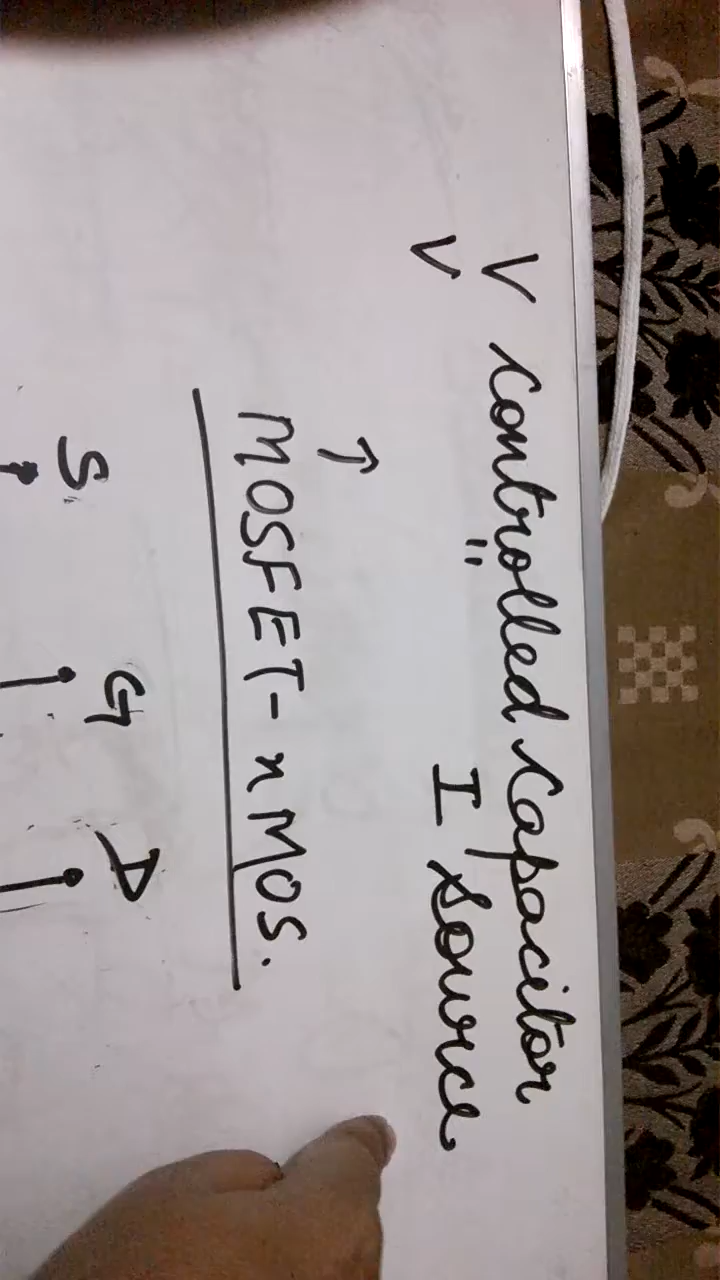 V controlled capacitor
V " I source
↑
MOSFET - nMOS.
S. G D